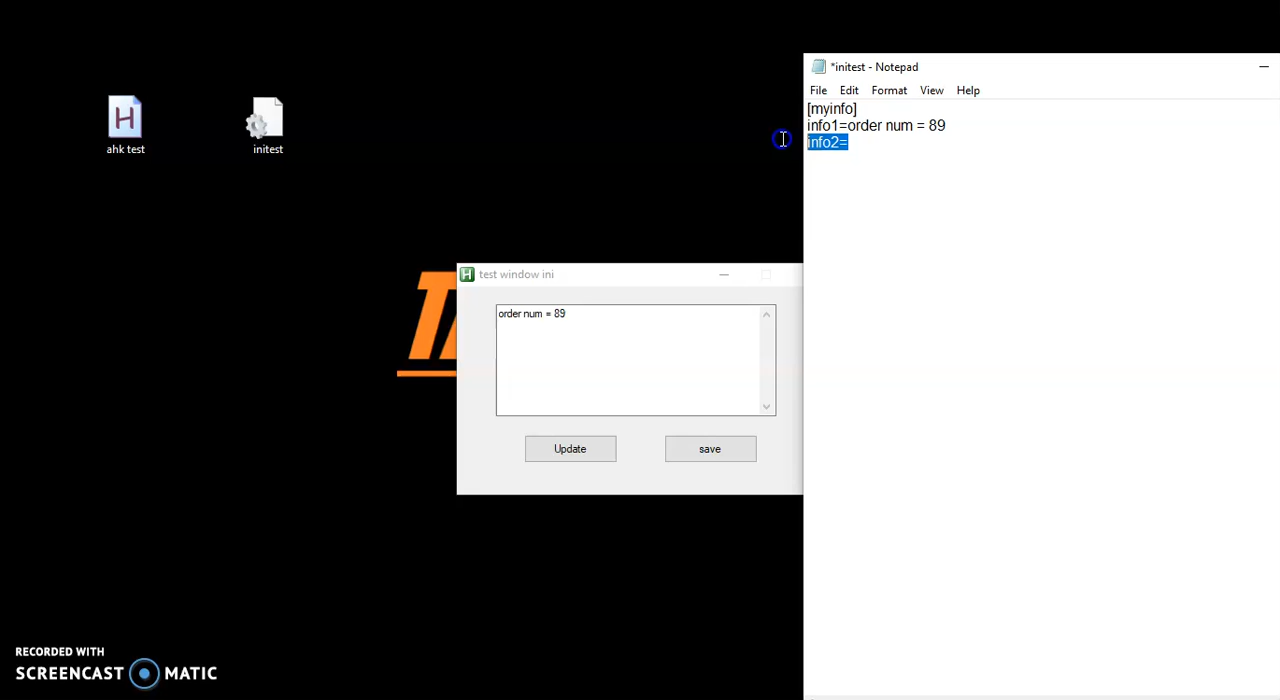 *initest - Notepad
File Edit Format View Help
[myinfo]
info1=order num = 89
info2=
ahk test
initest
test window ini
order num = 89
Update
save
RECORDED WITH
SCREENCAST MATIC